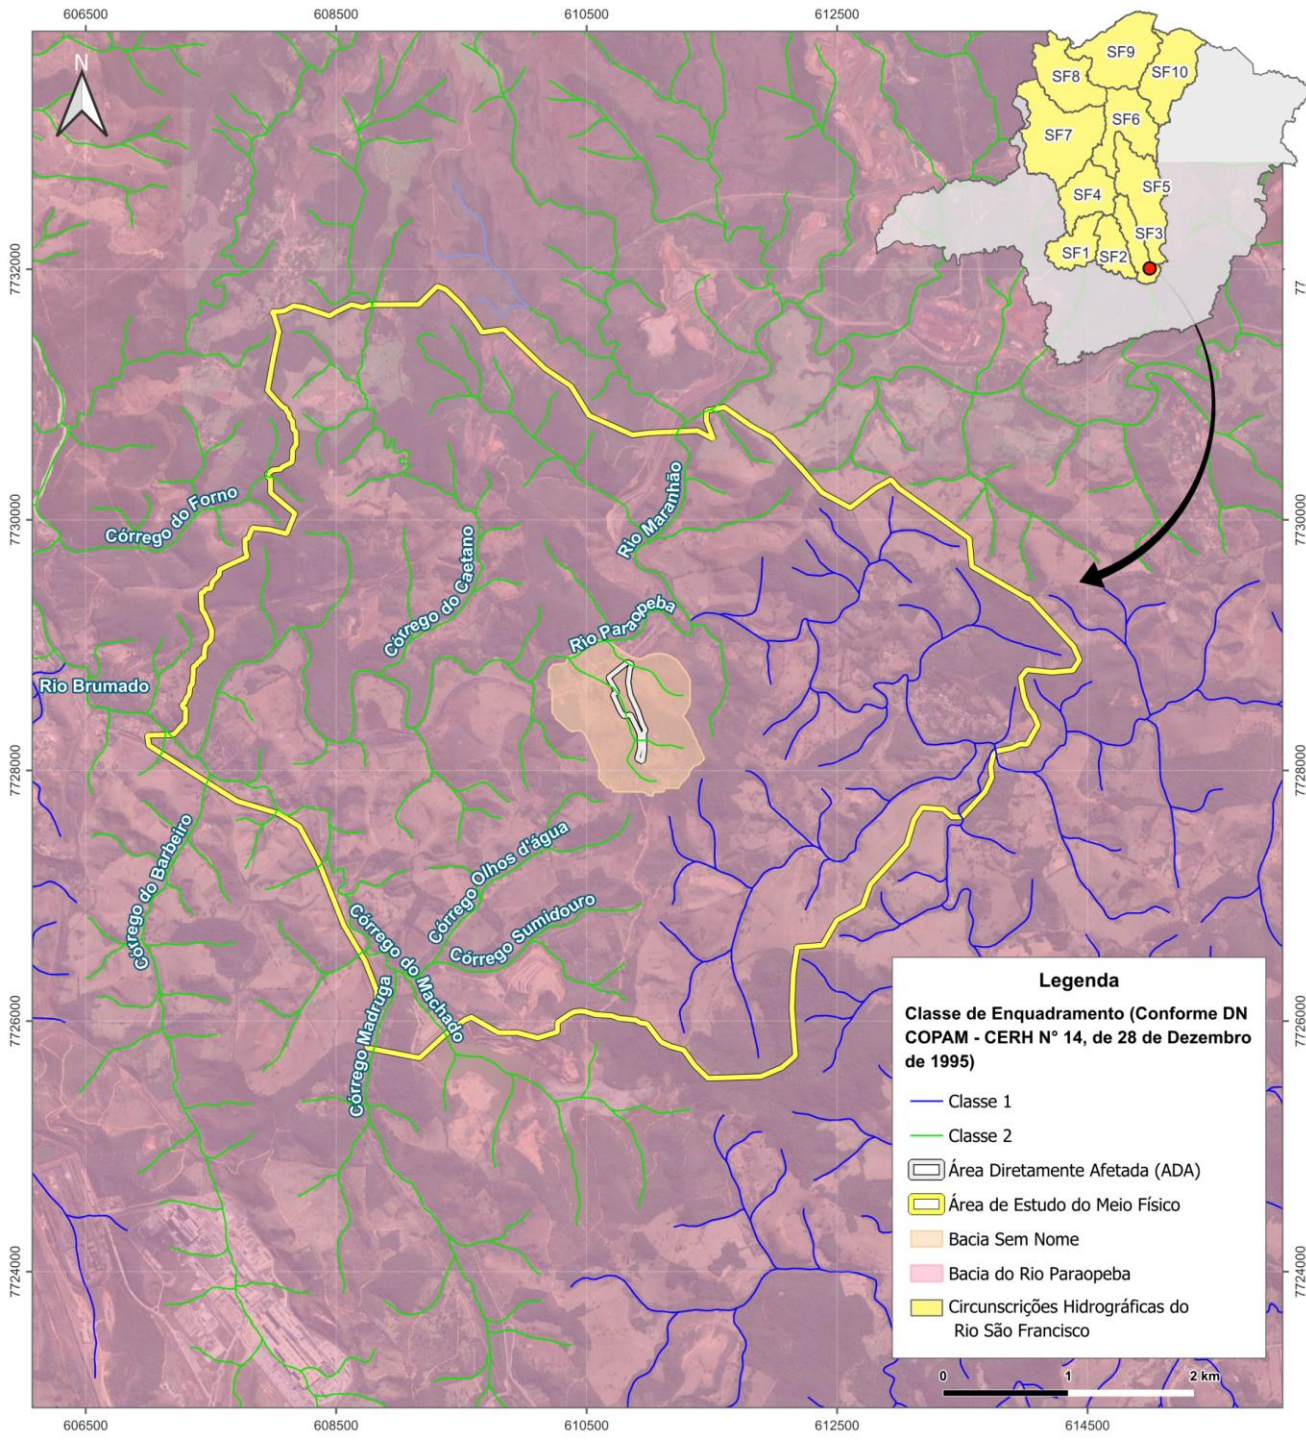 606500
608500
610500
612500
N
SF9
SF8
SF10
SF6
SF7
SF5
SF4
SF3
SF1
SF2
7732000
77
Rio Maranhão
Córrego do Forno
7730000
7730000
Córrego do Caetano
Rio Paraopeba
Rio Brumado
7728000
7728000
Córrego do Barbeiro
Córrego Olhos d'água
Córrego Sumidouro
Córrego do Machado
Córrego Madruga
7726000
7726000
7724000
7724000
Legenda
Classe de Enquadramento (Conforme DN
COPAM - CERH N° 14, de 28 de Dezembro
de 1995)
Classe 1
Classe 2
Área Diretamente Afetada (ADA)
Área de Estudo do Meio Físico
Bacia Sem Nome
Bacia do Rio Paraopeba
Circunscrições Hidrográficas do
Rio São Francisco
0 1 2 km
606500
608500
610500
612500
614500